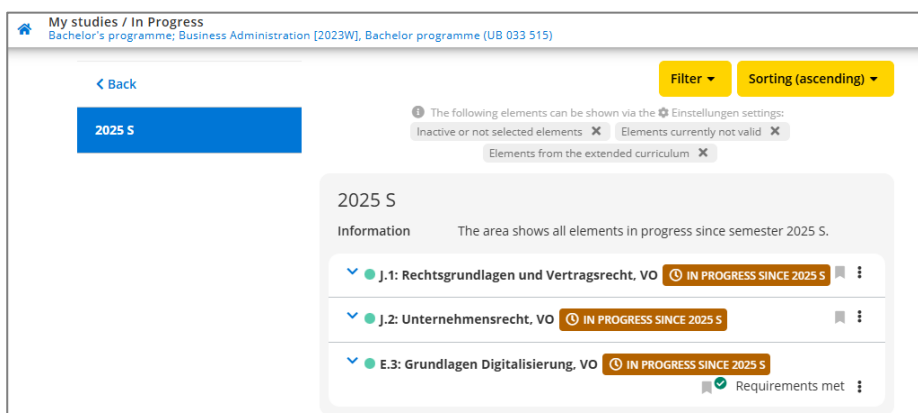 My studies / In Progress
Bachelor's programme; Business Administration [2023W], Bachelor programme (UB 033 515)
Back
2025 S
Filter
Sorting (ascending)
The following elements can be shown via the Einstellungen settings:
Inactive or not selected elements
Elements currently not valid
Elements from the extended curriculum
2025 S
Information The area shows all elements in progress since semester 2025 S.
J.1: Rechtsgrundlagen und Vertragsrecht, VO IN PROGRESS SINCE 2025 S
J.2: Unternehmensrecht, VO IN PROGRESS SINCE 2025 S
E.3: Grundlagen Digitalisierung, VO IN PROGRESS SINCE 2025 S
Requirements met